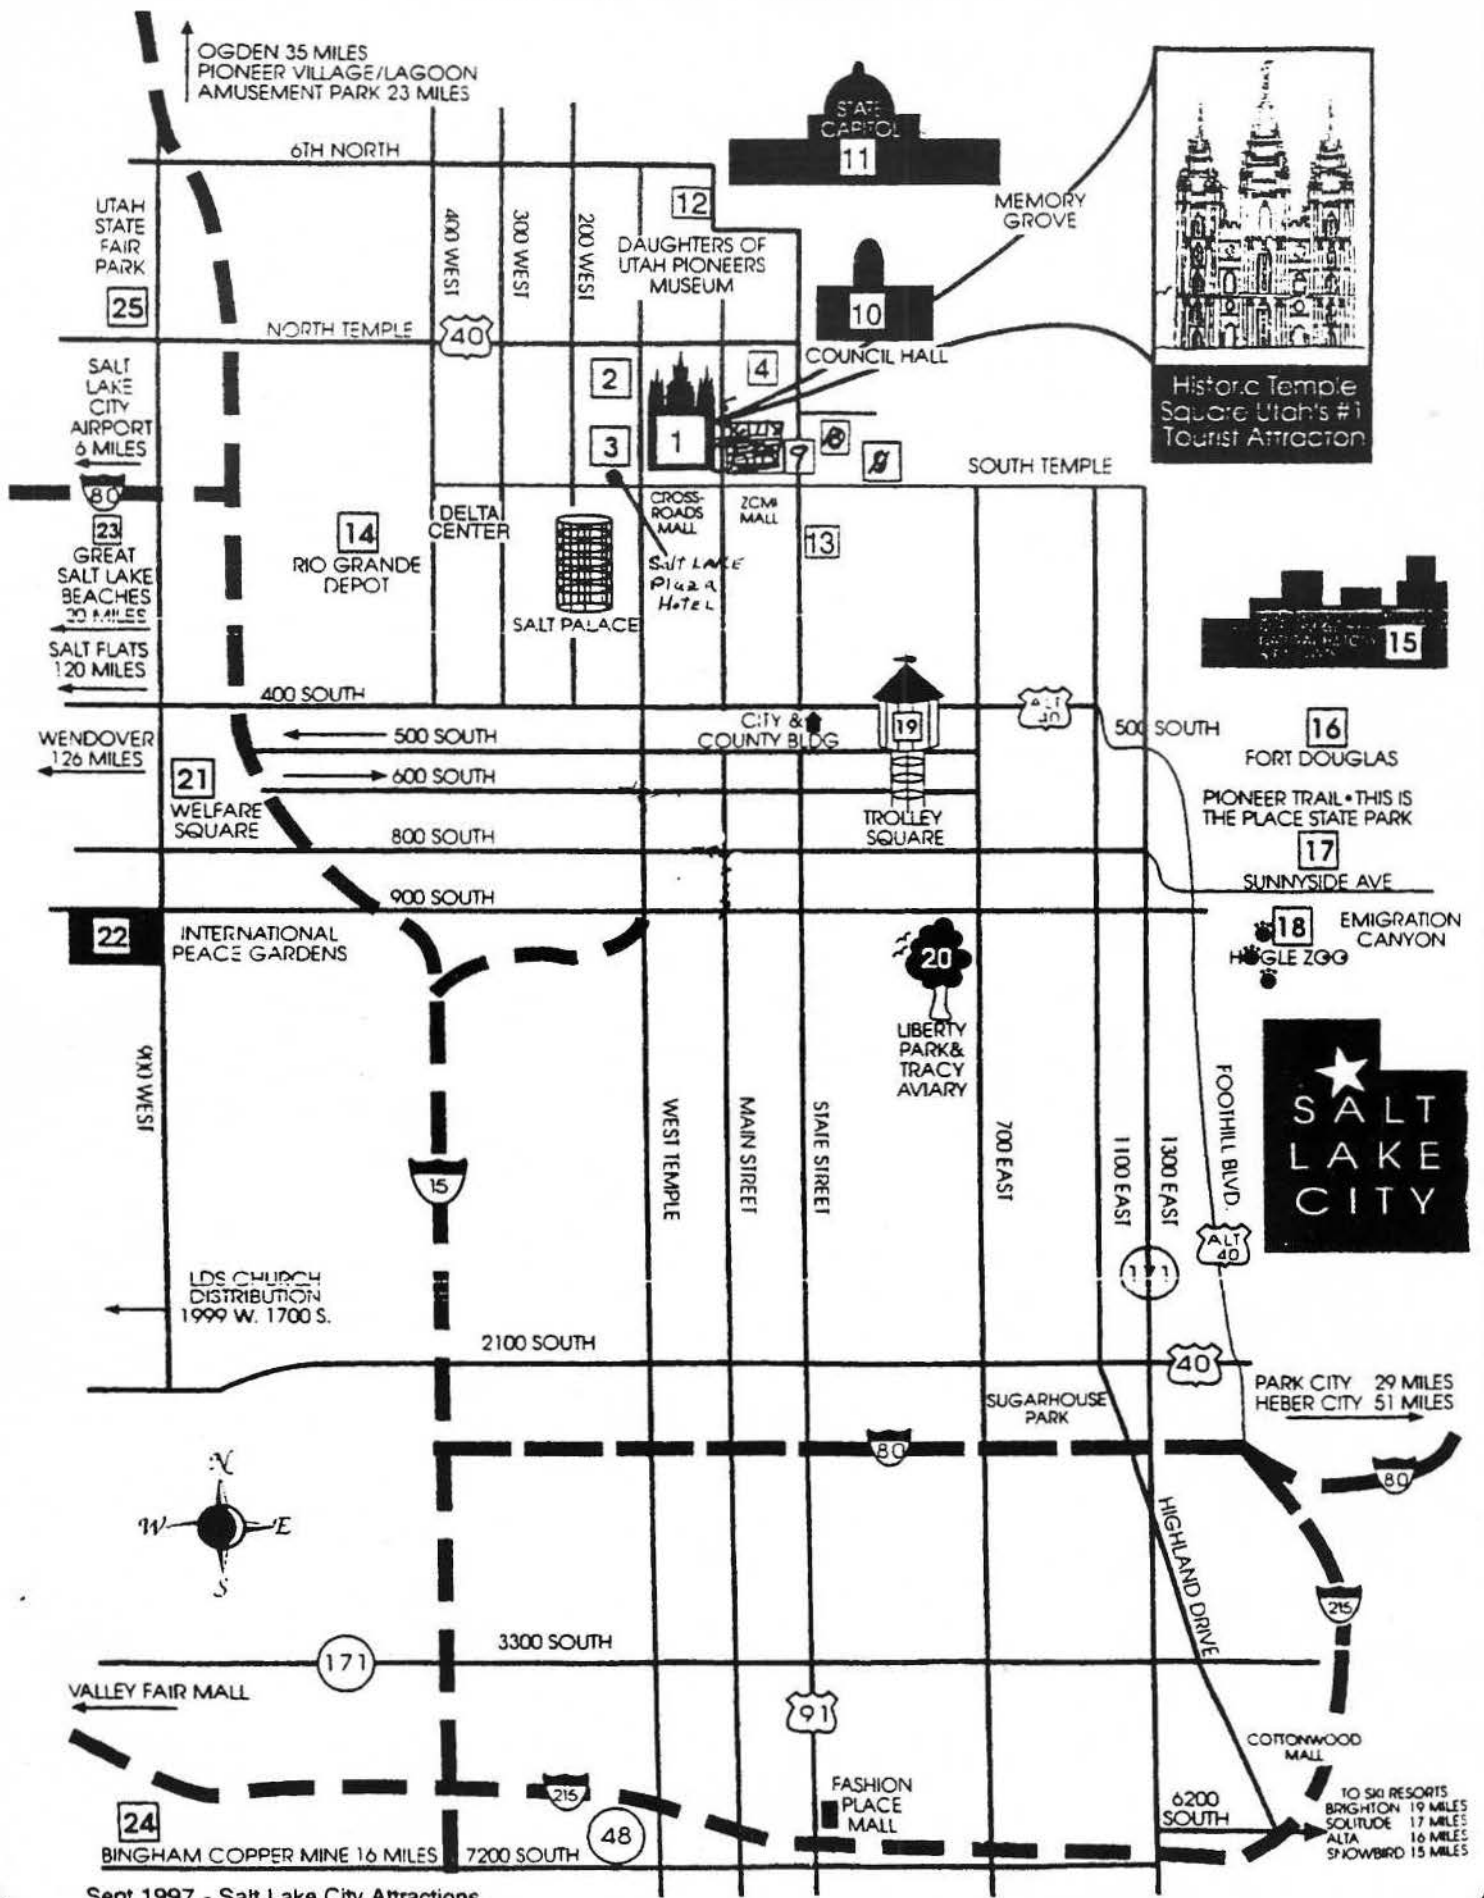 OGDEN 35 MILES
PIONEER VILLAGE/LAGOON
AMUSEMENT PARK 23 MILES
STATE
CAPITOL
11
6TH NORTH
MEMORY
GROVE
UTAH
STATE
FAIR
PARK
25
400 WEST
300 WEST
200 WEST
12
DAUGHTERS OF
UTAH PIONEERS
MUSEUM
10
COUNCIL HALL
NORTH TEMPLE
40
Historic Temple
Square Utah's #1
Tourist Attracton
SALT
LAKE
CITY
AIRPORT
6 MILES
2
4
3
1
9
8
SOUTH TEMPLE
80
23
GREAT
SALT LAKE
BEACHES
20 MILES
SALT FLATS
120 MILES
14
RIO GRANDE
DEPOT
DELTA
CENTER
CROSS-
ROADS
MALL
ZCMI
MALL
13
Salt LAKE
Plaza
Hotel
SALT PALACE
15
400 SOUTH
ALT
40
CITY &
COUNTY BLDG
19
500 SOUTH
500 SOUTH
16
FORT DOUGLAS
WENDOVER
126 MILES
600 SOUTH
21
WELFARE
SQUARE
TROLLEY
SQUARE
PIONEER TRAIL • THIS IS
THE PLACE STATE PARK
17
800 SOUTH
SUNNYSIDE AVE
900 SOUTH
22
INTERNATIONAL
PEACE GARDENS
20
LIBERTY
PARK &
TRACY
AVIARY
18
EMIGRATION
CANYON
HOGLE ZOO
900 WEST
15
WEST TEMPLE
MAIN STREET
STATE STREET
700 EAST
1100 EAST
1300 EAST
FOOTHILL BLVD.
SALT
LAKE
CITY
ALT
40
171
LDS CHURCH
DISTRIBUTION
1999 W. 1700 S.
2100 SOUTH
40
PARK CITY 29 MILES
HEBER CITY 51 MILES
SUGARHOUSE
PARK
80
80
N
W
E
S
HIGHLAND DRIVE
215
3300 SOUTH
171
VALLEY FAIR MALL
91
COTTONWOOD
MALL
215
FASHION
PLACE
MALL
6200
SOUTH
TO SKI RESORTS
BRIGHTON 19 MILES
SOLITUDE 17 MILES
ALTA 16 MILES
SNOWBIRD 15 MILES
24
BINGHAM COPPER MINE 16 MILES
7200 SOUTH
48
Sept 1997 - Salt Lake City Attractions